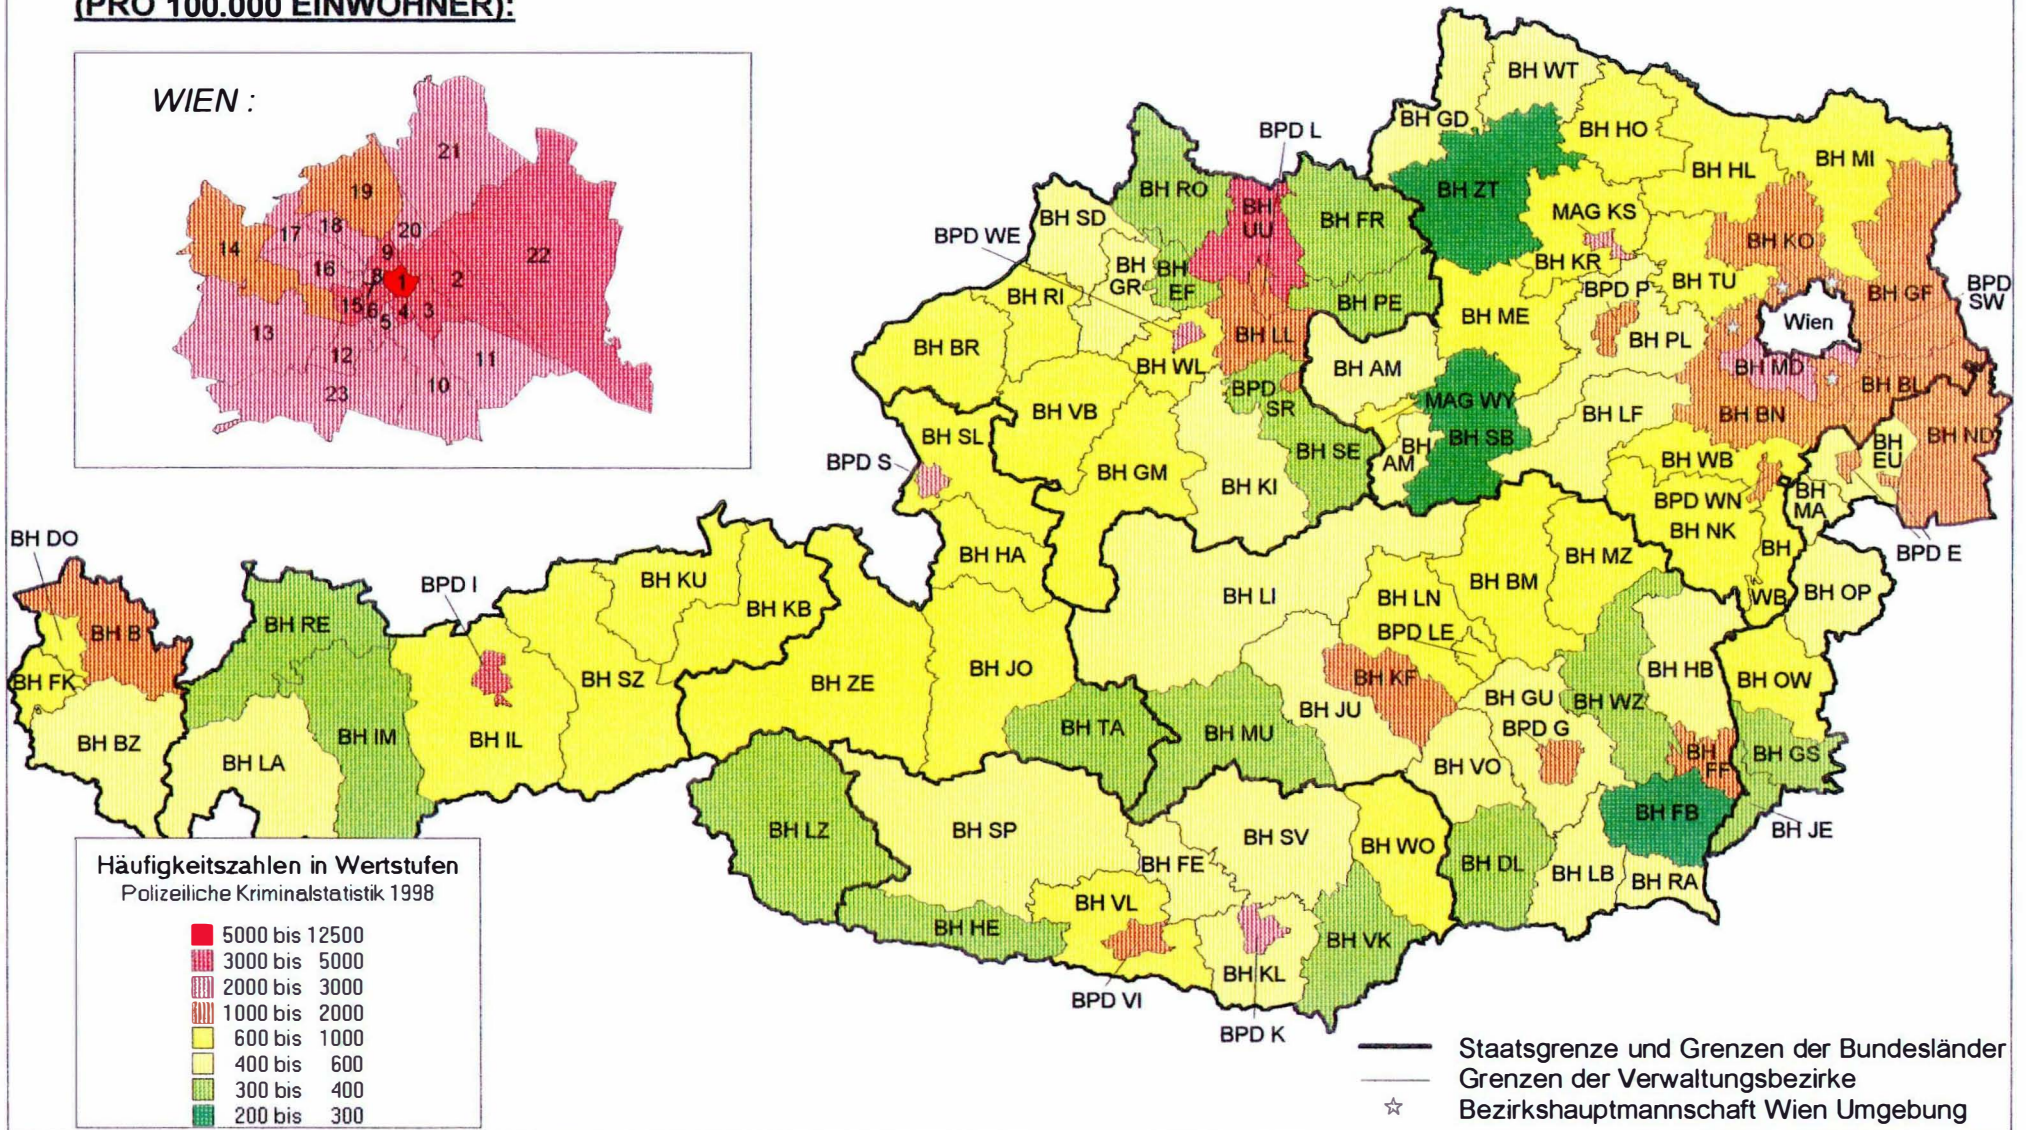 (PRO 100.000 EINWOHNER):
WIEN :
21
19
18
17
20
14
9
16
8
1
2
22
7
15
6
4
3
5
13
12
11
10
23
BH WT
BH GD
BPD L
BH HO
BH MI
BH HL
BH RO
BH ZT
BH
UU
BH FR
MAG KS
BH SD
BH KO
BPD WE
BH
GR
BH
EF
BH KR
BPD P
BH TU
BH GF
BPD
SW
BH RI
BH PE
BH ME
Wien
BH BR
BH LL
BH PL
BH WL
BH AM
BH MD
BH BL
BPD
SR
MAG WY
BH VB
BH LF
BH BN
BH SL
BH SB
BH
AM
BH SE
BH
EU
BH ND
BPD S
BH GM
BH WB
BH KI
BPD WN
BH
MA
BH NK
BH DO
BH HA
BH MZ
BH
WB
BPD E
BPD I
BH KU
BH BM
BH LI
BH LN
BH OP
BH KB
BH B
BH RE
BPD LE
BH JO
BH HB
BH FK
BH SZ
BH ZE
BH KF
BH OW
BH GU
BH WZ
BH JU
BH BZ
BH IM
BH IL
BH TA
BH MU
BPD G
BH LA
BH VO
BH
FF
BH GS
BH LZ
BH SP
BH SV
BH WO
BH FB
BH JE
BH FE
BH DL
BH LB
BH RA
BH VL
BH HE
BH VK
BH KL
BPD VI
BPD K
Häufigkeitszahlen in Wertstufen
Polizeiliche Kriminalstatistik 1998
5000 bis 12500
3000 bis 5000
2000 bis 3000
1000 bis 2000
600 bis 1000
400 bis 600
300 bis 400
200 bis 300
Staatsgrenze und Grenzen der Bundesländer
Grenzen der Verwaltungsbezirke
Bezirkshauptmannschaft Wien Umgebung